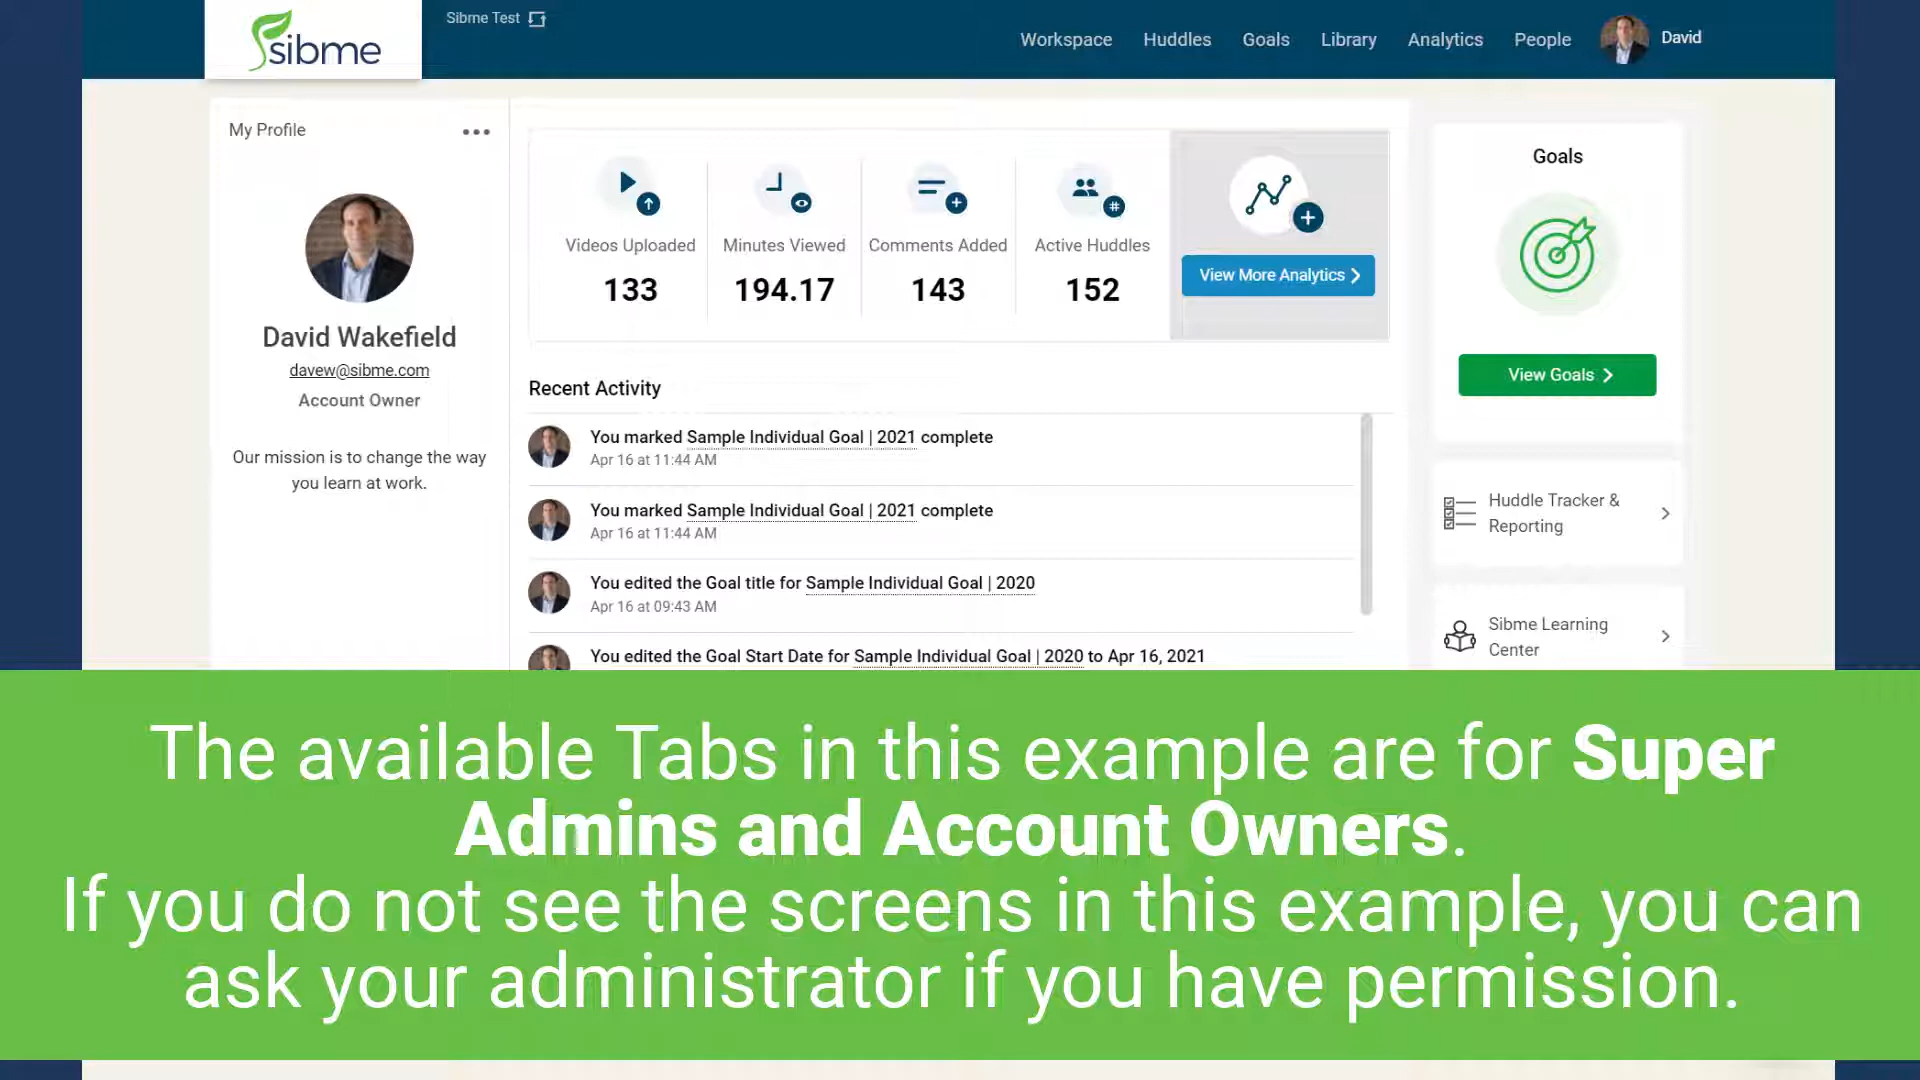 sibme
Sibme Test
Workspace Huddles Goals Library Analytics People David
My Profile
David Wakefield
davew@sibme.com
Account Owner
Our mission is to change the way
you learn at work.
Videos Uploaded
133
Minutes Viewed
194.17
Comments Added
143
Active Huddles
152
View More Analytics
Recent Activity
You marked Sample Individual Goal | 2021 complete
Apr 16 at 11:44 AM
You marked Sample Individual Goal | 2021 complete
Apr 16 at 11:44 AM
You edited the Goal title for Sample Individual Goal | 2020
Apr 16 at 09:43 AM
You edited the Goal Start Date for Sample Individual Goal | 2020 to Apr 16, 2021
Goals
View Goals
Huddle Tracker &
Reporting
Sibme Learning
Center
The available Tabs in this example are for Super
Admins and Account Owners.
If you do not see the screens in this example, you can
ask your administrator if you have permission.